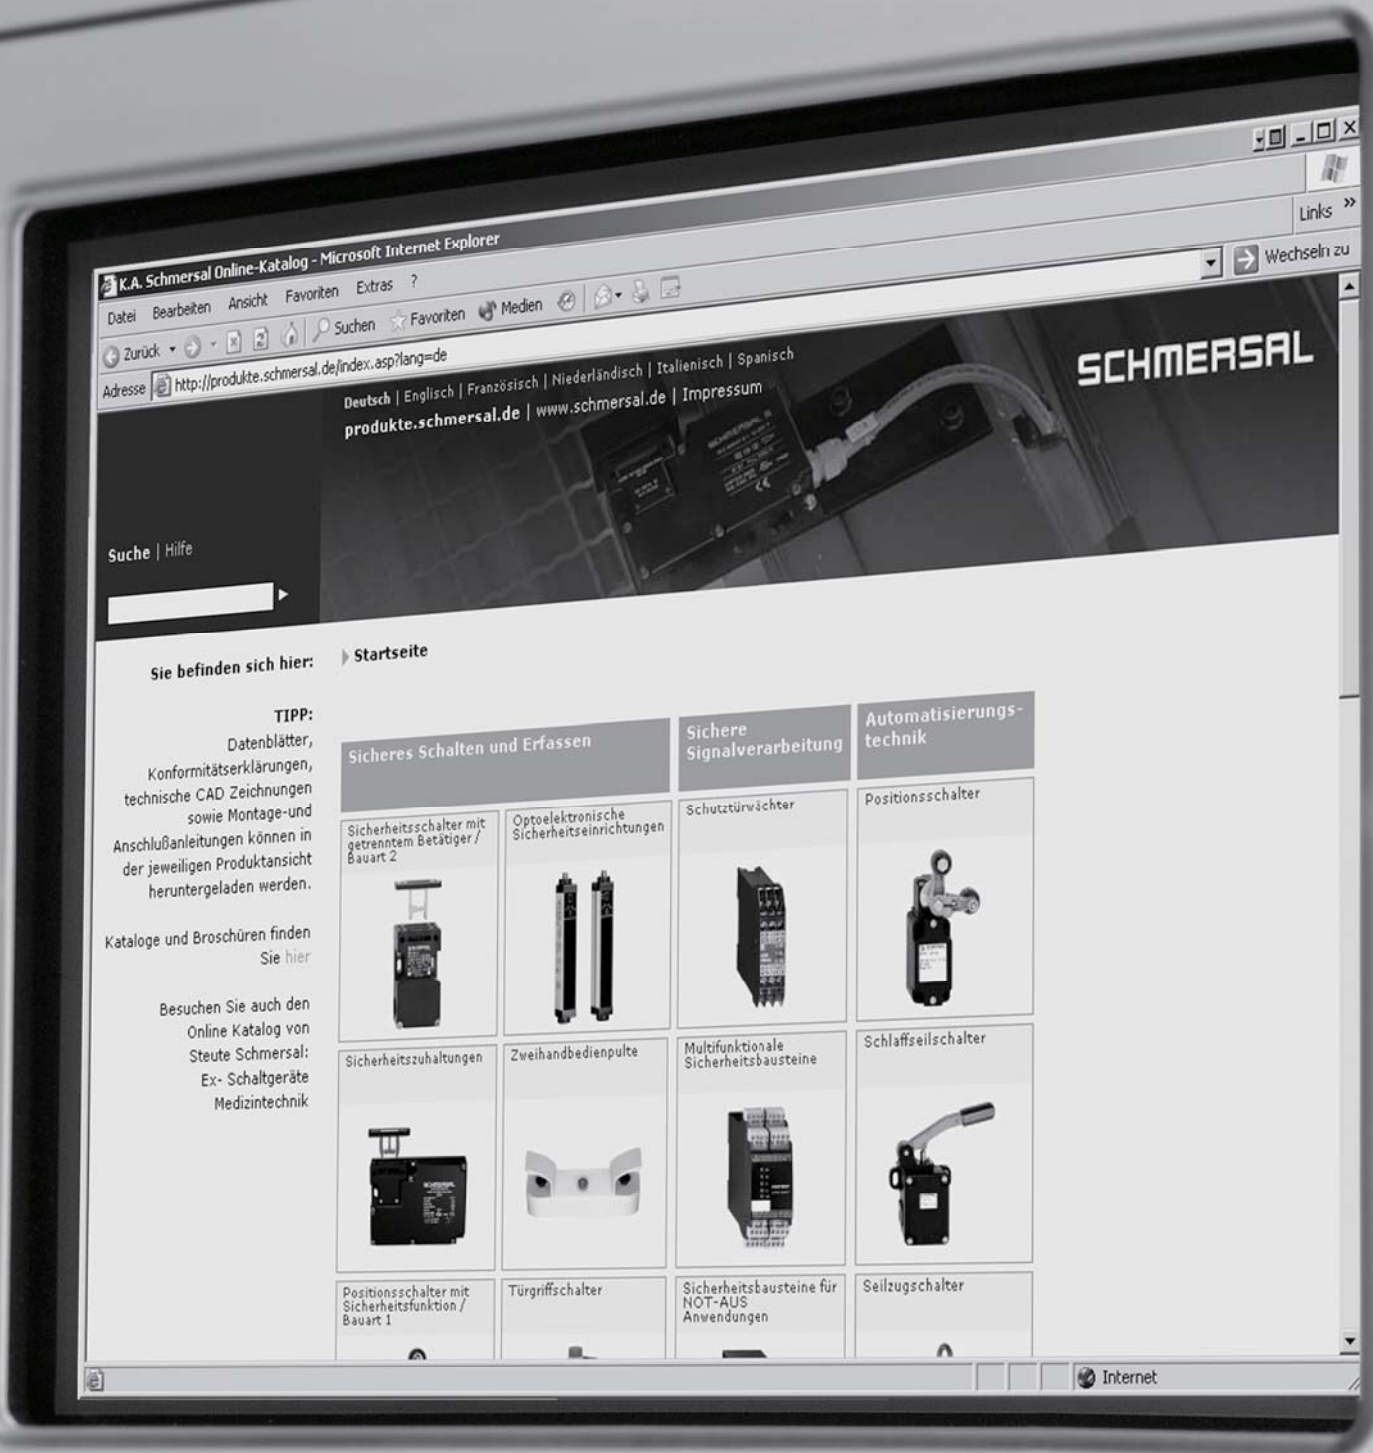 K.A. Schmersal Online-Katalog - Microsoft Internet Explorer
Datei Bearbeiten Ansicht Favoriten Extras ?
Links »
Zurück Suchen Favoriten Medien
Adresse http://produkte.schmersal.de/index.asp?lang=de
Wechseln zu
Deutsch | Englisch | Französisch | Niederländisch | Italienisch | Spanisch
produkte.schmersal.de | www.schmersal.de | Impressum
SCHMERSAL
Suche | Hilfe
Sie befinden sich hier:
Startseite
TIPP:
Datenblätter,
Konformitätserklärungen,
technische CAD Zeichnungen
sowie Montage-und
Anschlußanleitungen können in
der jeweiligen Produktansicht
heruntergeladen werden.
Kataloge und Broschüren finden
Sie hier
Besuchen Sie auch den
Online Katalog von
Steute Schmersal:
Ex- Schaltgeräte
Medizintechnik
Sicheres Schalten und Erfassen
Sichere
Signalverarbeitung
Automatisierungs-
technik
Sicherheitsschalter mit
getrenntem Betätiger /
Bauart 2
Optoelektronische
Sicherheitseinrichtungen
Schutztürwächter
Positionsschalter
Sicherheitszuhaltungen
SCHMERSAL
Zweihandbedienpulte
Multifunktionale
Sicherheitsbausteine
Schlaffseilschalter
Positionsschalter mit
Sicherheitsfunktion /
Bauart 1
Türgriffschalter
Sicherheitsbausteine für
NOT-AUS
Anwendungen
Seilzugschalter
Internet